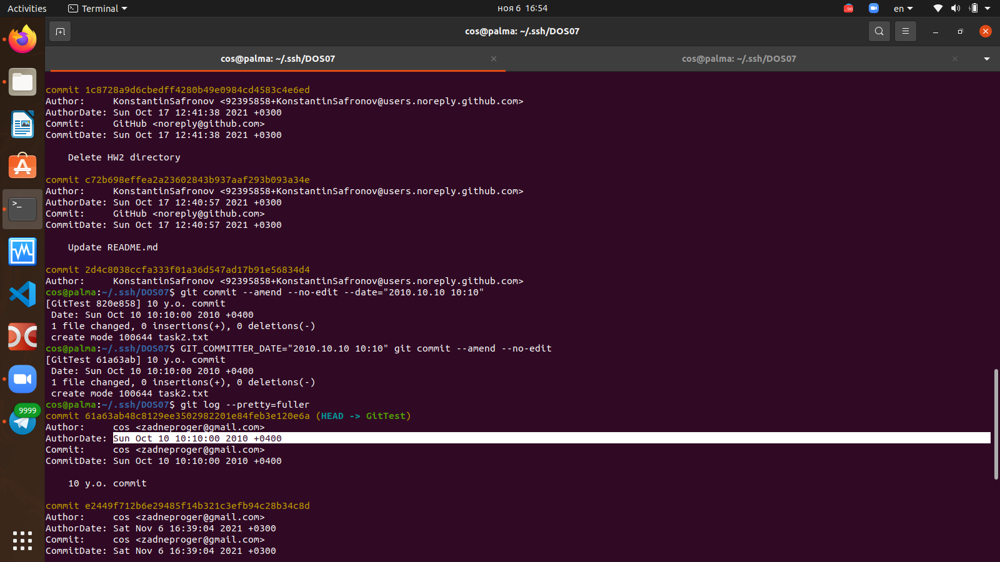 Activities
Terminal
ноя 6 16:54
en
cos@palma: ~/.ssh/DOS07
cos@palma: ~/.ssh/DOS07
cos@palma: ~/.ssh/DOS07
commit 1c8728a9d6cbedff4280b49e0984cd4583c4e6ed
Author:     KonstantinSafronov <92395858+KonstantinSafronov@users.noreply.github.com>
AuthorDate: Sun Oct 17 12:41:38 2021 +0300
Commit:     GitHub <noreply@github.com>
CommitDate: Sun Oct 17 12:41:38 2021 +0300
    Delete HW2 directory
commit c72b698effea2a23602843b937aaf293b093a34e
Author:     KonstantinSafronov <92395858+KonstantinSafronov@users.noreply.github.com>
AuthorDate: Sun Oct 17 12:40:57 2021 +0300
Commit:     GitHub <noreply@github.com>
CommitDate: Sun Oct 17 12:40:57 2021 +0300
    Update README.md
commit 2d4c8038ccfa333f01a36d547ad17b91e56834d4
Author:     KonstantinSafronov <92395858+KonstantinSafronov@users.noreply.github.com>
cos@palma:~/.ssh/DOS07$ git commit --amend --no-edit --date="2010.10.10 10:10"
[GitTest 820e858] 10 y.o. commit
 Date: Sun Oct 10 10:10:00 2010 +0400
 1 file changed, 0 insertions(+), 0 deletions(-)
 create mode 100644 task2.txt
cos@palma:~/.ssh/DOS07$ GIT_COMMITTER_DATE="2010.10.10 10:10" git commit --amend --no-edit
[GitTest 61a63ab] 10 y.o. commit
 Date: Sun Oct 10 10:10:00 2010 +0400
 1 file changed, 0 insertions(+), 0 deletions(-)
 create mode 100644 task2.txt
cos@palma:~/.ssh/DOS07$ git log --pretty=fuller
commit 61a63ab48c8129ee3502982201e84feb3e120e6a (HEAD -> GitTest)
Author:     cos <zadneproger@gmail.com>
AuthorDate: Sun Oct 10 10:10:00 2010 +0400
Commit:     cos <zadneproger@gmail.com>
CommitDate: Sun Oct 10 10:10:00 2010 +0400
    10 y.o. commit
commit e2449f712b6e29485f14b321c3efb94c28b34c8d
Author:     cos <zadneproger@gmail.com>
AuthorDate: Sat Nov 6 16:39:04 2021 +0300
Commit:     cos <zadneproger@gmail.com>
CommitDate: Sat Nov 6 16:39:04 2021 +0300
9999